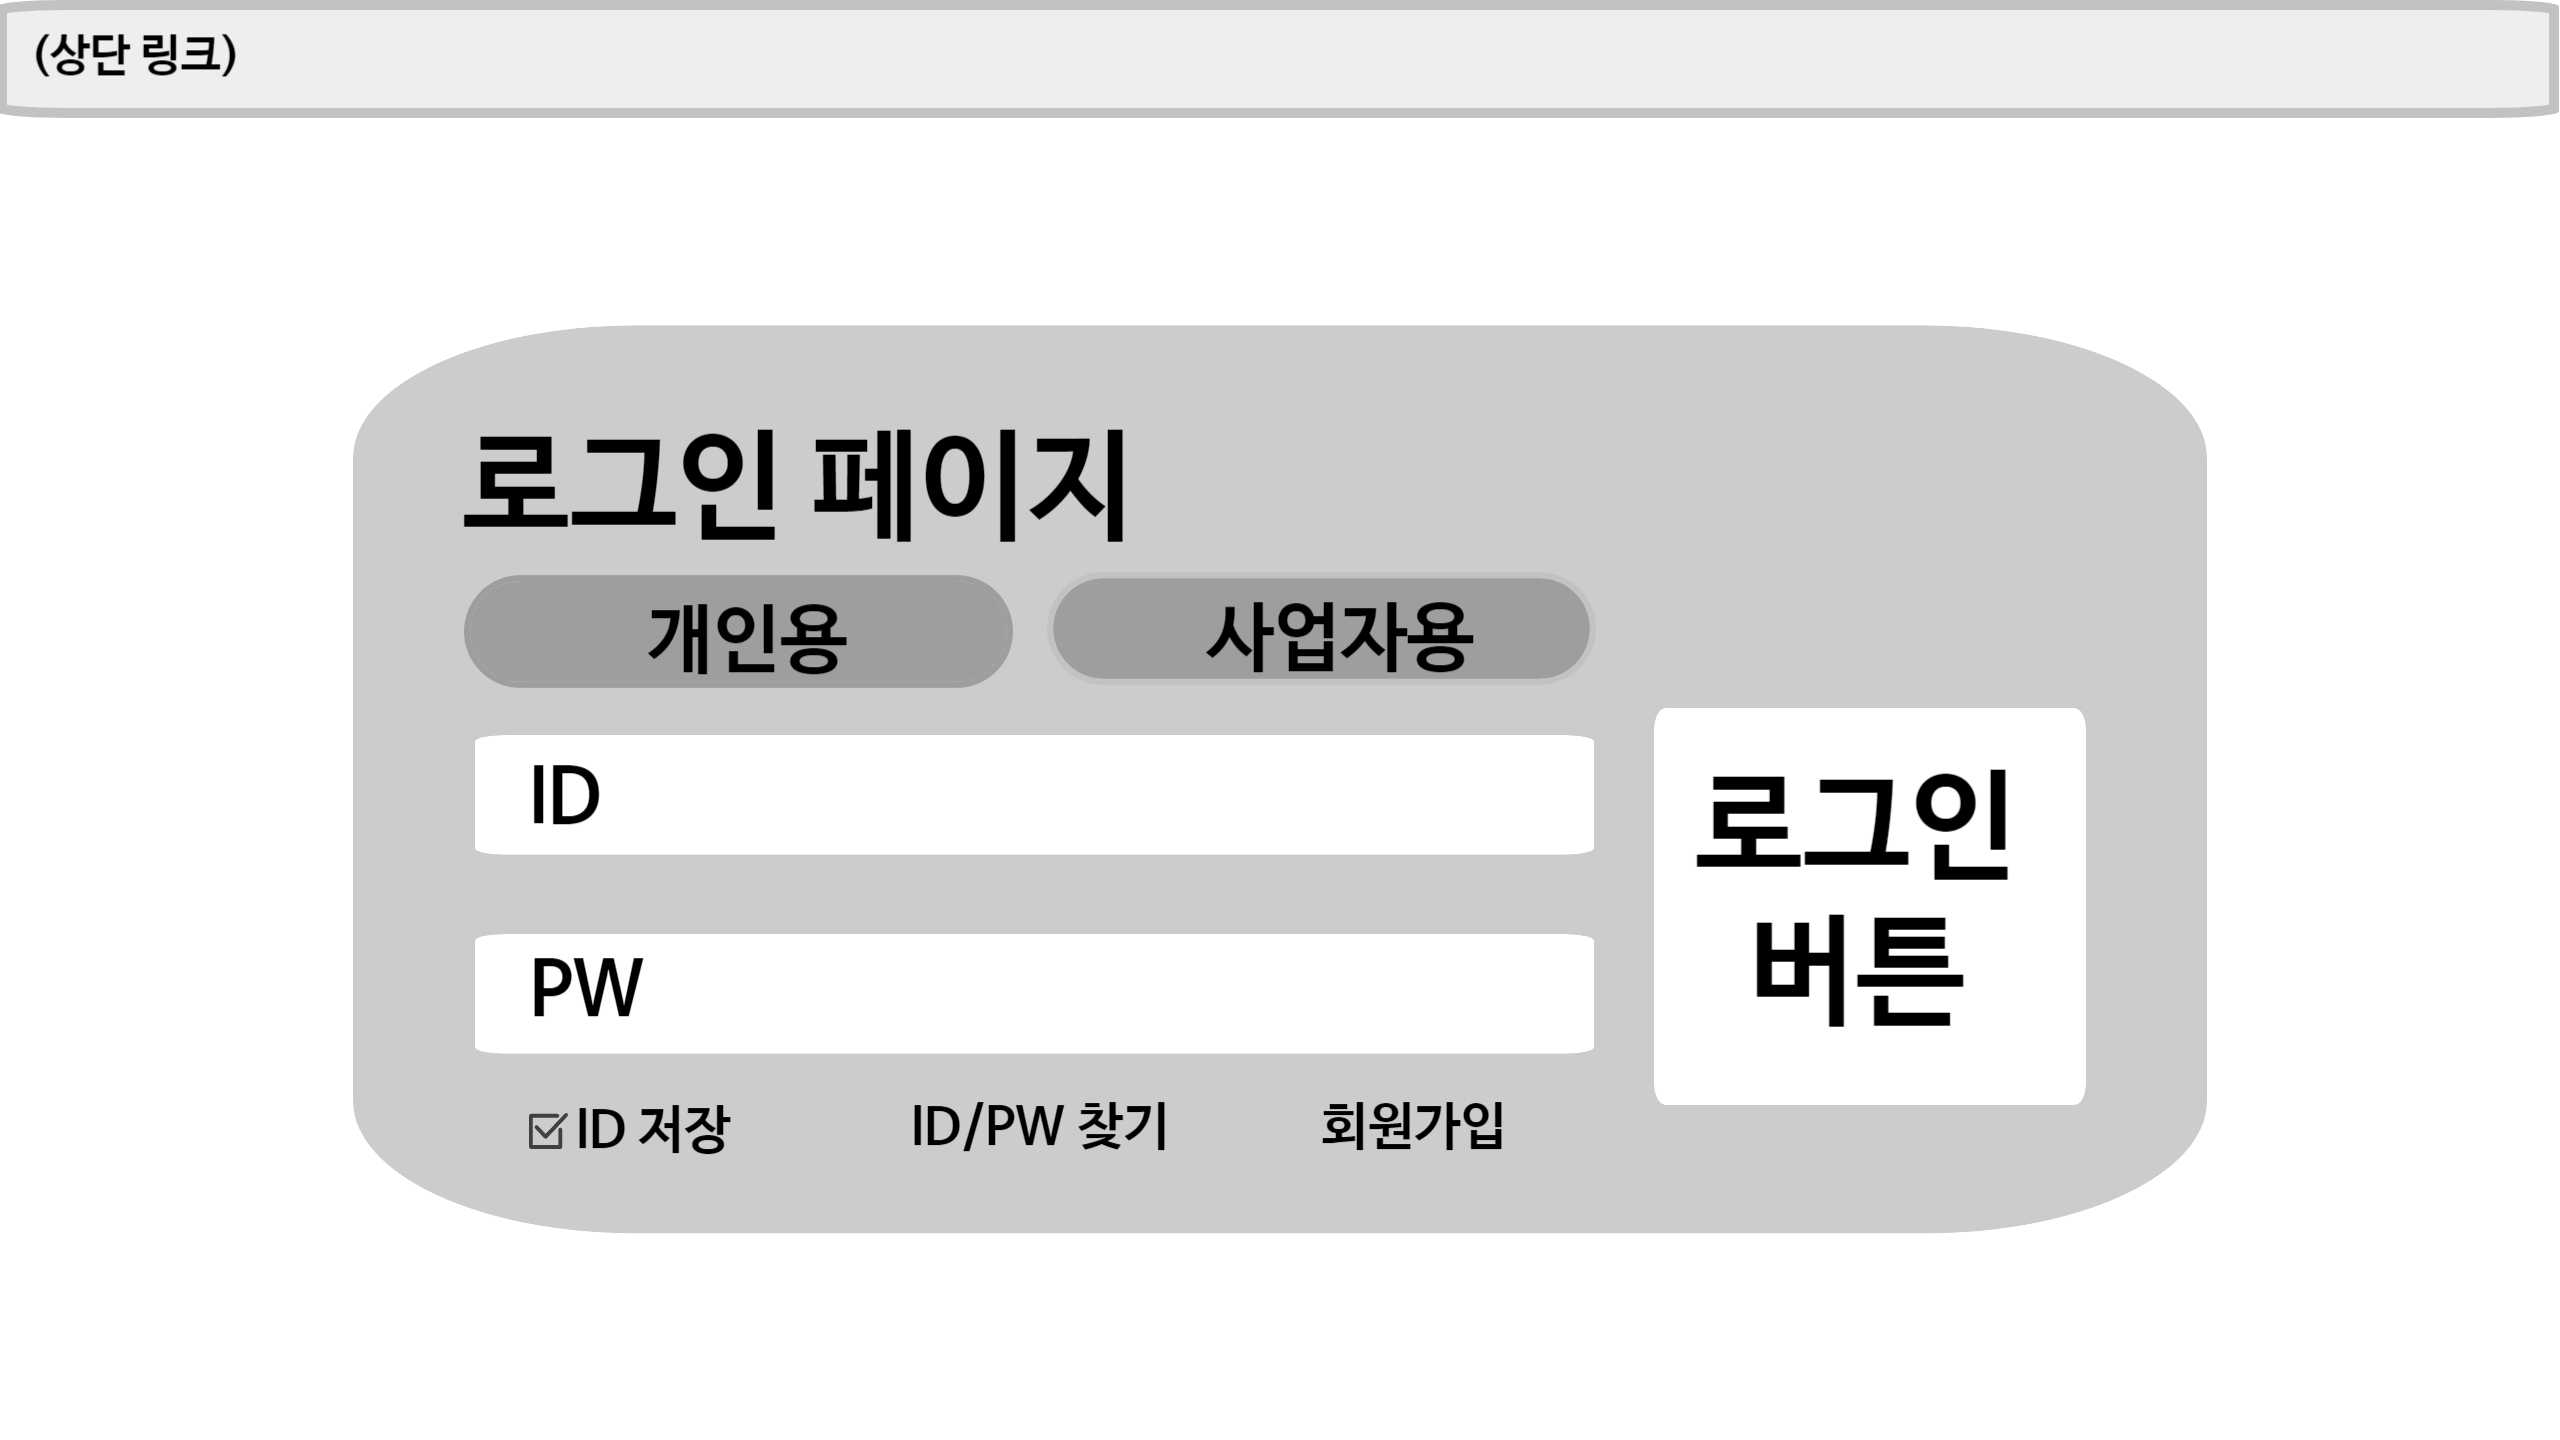 (상단 링크)
로그인 페이지
개인용 사업자용
ID
PW
로그인
버튼
ID 저장 ID/PW 찾기 회원가입